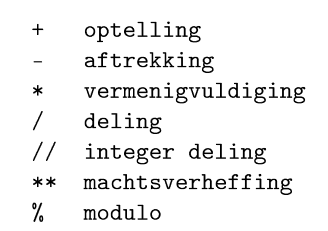 + optelling
- aftrekking
* vermenigvuldiging
/ deling
// integer deling
** machtsverheffing
% modulo